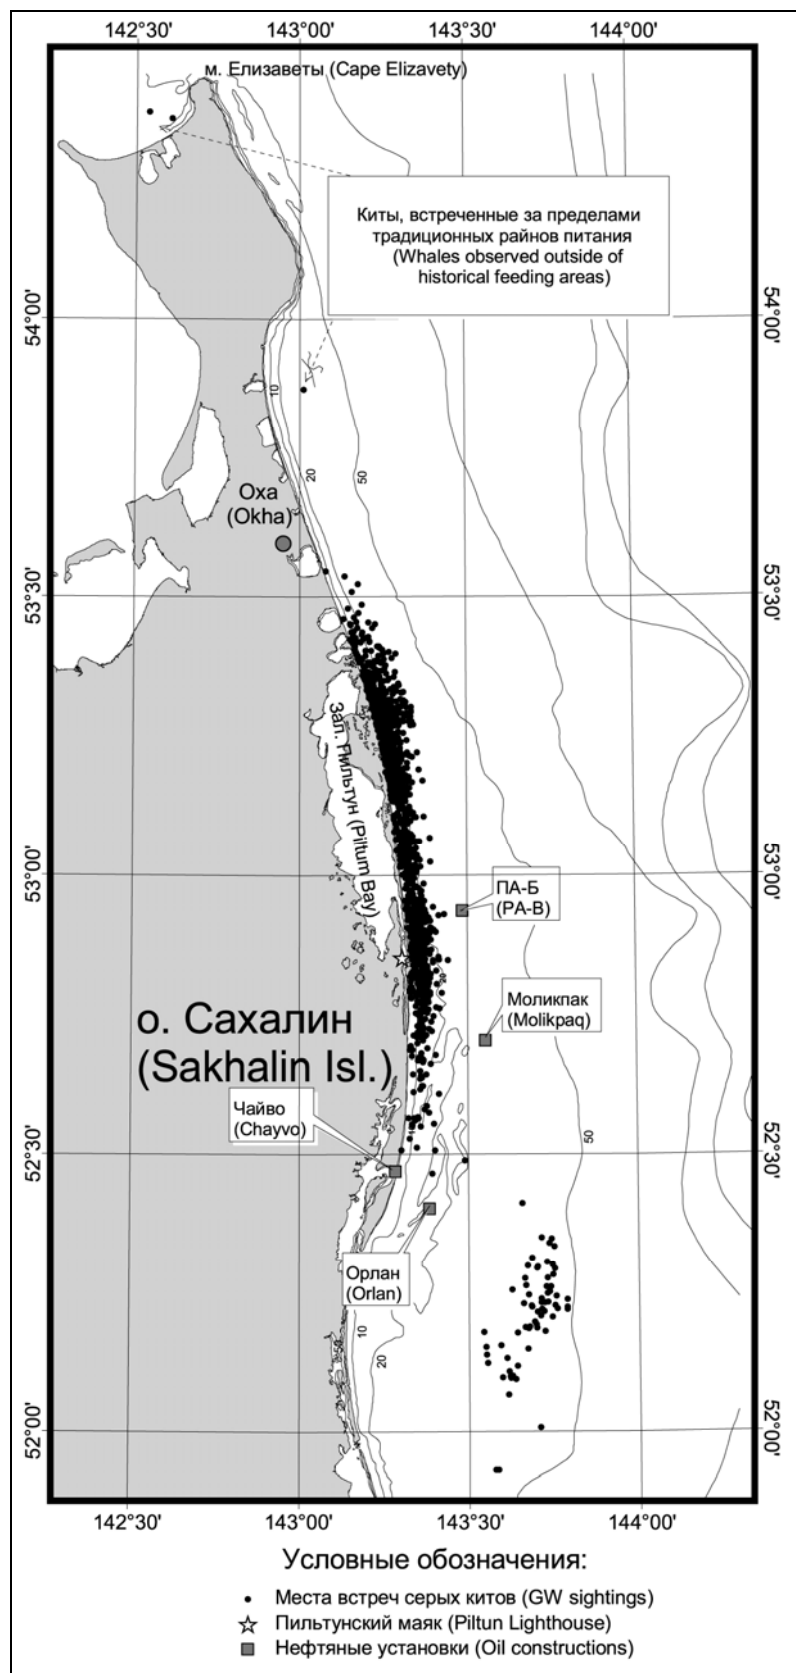 142°30' 143°00' 143°30' 144°00'
м. Елизаветы (Cape Elizavety)
Киты, встреченные за пределами
традиционных райнов питания
(Whales observed outside of
historical feeding areas)
54°00' 54°00'
10
20
50
Оха
(Okha)
53°30' 53°30'
Зал. Пильтун (Piltum Bay)
53°00' 53°00'
ПА-Б
(PA-B)
20
Моликпак
(Molikpaq)
о. Сахалин
(Sakhalin Isl.)
Чайво
(Chayvo)
10
50
52°30' 52°30'
Орлан
(Orlan)
10
20
50
52°00' 52°00'
142°30' 143°00' 143°30' 144°00'
Условные обозначения:
Места встреч серых китов (GW sightings)
Пильтунский маяк (Piltun Lighthouse)
Нефтяные установки (Oil constructions)